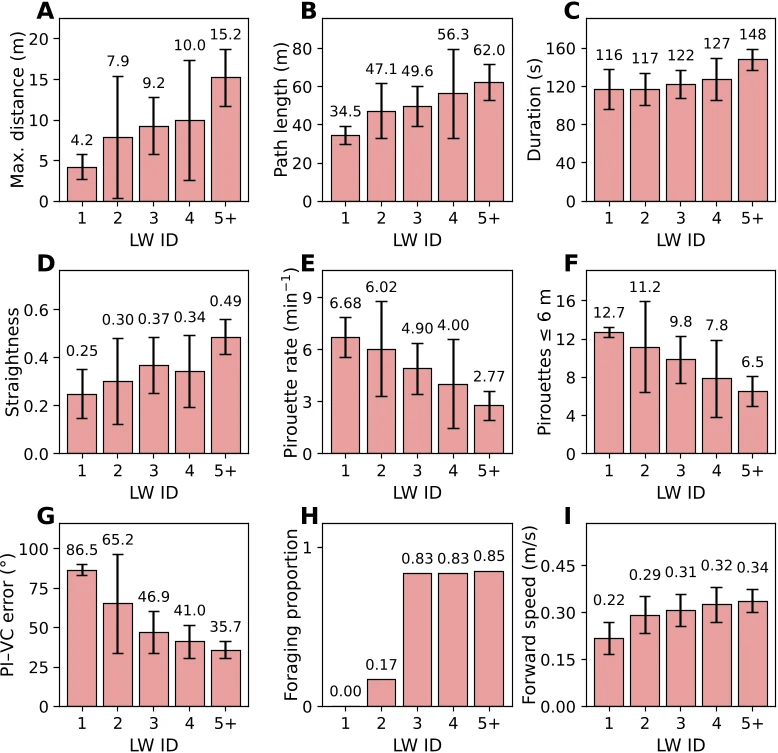 A
Max. distance (m)
20
15
10
5
0
4.2
7.9
9.2
10.0
15.2
1 2 3 4 5+
LW ID
B
Path length (m)
80
60
40
20
0
34.5
47.1
49.6
56.3
62.0
1 2 3 4 5+
LW ID
C
Duration (s)
160
120
80
40
0
116
117
122
127
148
1 2 3 4 5+
LW ID
D
Straightness
0.6
0.4
0.2
0.0
0.25
0.30
0.37
0.34
0.49
1 2 3 4 5+
LW ID
E
Pirouette rate (min⁻¹)
9
6
3
0
6.68
6.02
4.90
4.00
2.77
1 2 3 4 5+
LW ID
F
Pirouettes ≤ 6 m
16
12
8
4
0
12.7
11.2
9.8
7.8
6.5
1 2 3 4 5+
LW ID
G
PI–VC error (°)
100
75
50
25
0
86.5
65.2
46.9
41.0
35.7
1 2 3 4 5+
LW ID
H
Foraging proportion
1
0
0.00
0.17
0.83
0.83
0.85
1 2 3 4 5+
LW ID
I
Forward speed (m/s)
0.45
0.30
0.15
0.00
0.22
0.29
0.31
0.32
0.34
1 2 3 4 5+
LW ID